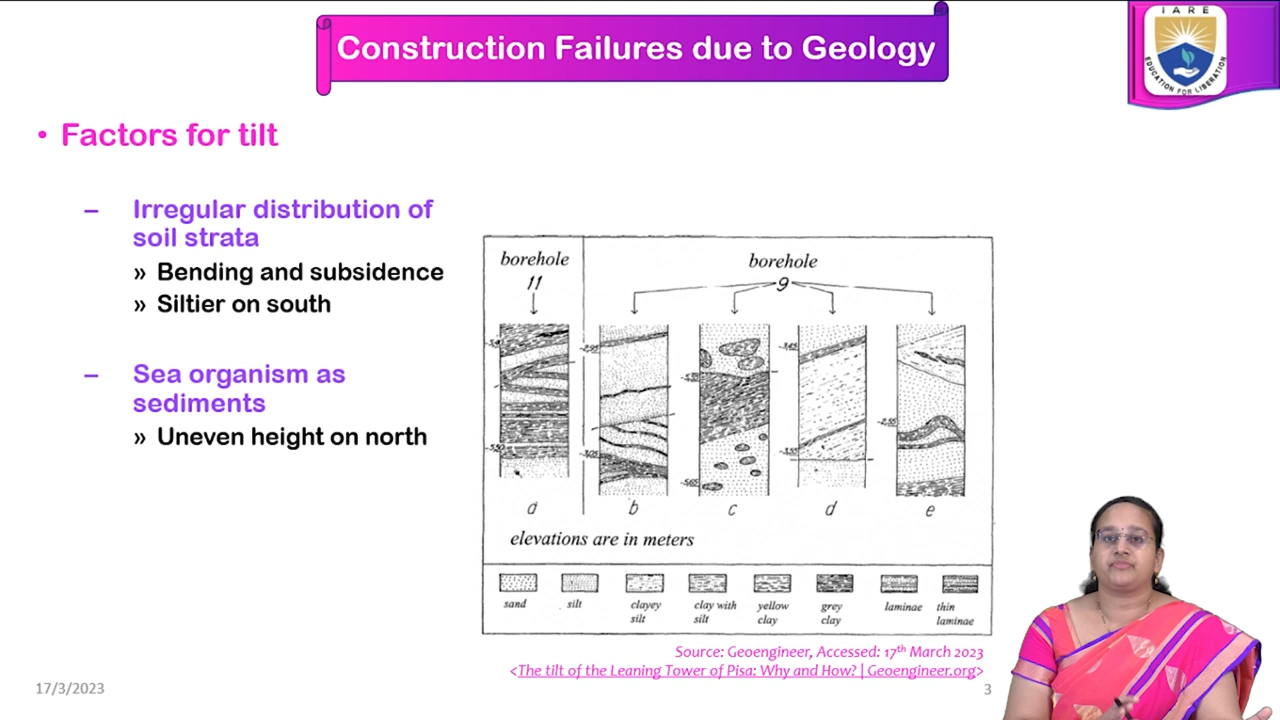 Construction Failures due to Geology
IARE
EDUCATION FOR LIBERATION
• Factors for tilt
– Irregular distribution of
soil strata
» Bending and subsidence
» Siltier on south
– Sea organism as
sediments
» Uneven height on north
borehole
11
borehole
9
a b c d e
elevations are in meters
sand silt clayey clay with yellow grey laminae thin
silt silt clay clay laminae
Source: Geoengineer, Accessed: 17th March 2023
<The tilt of the Leaning Tower of Pisa: Why and How? | Geoengineer.org>
17/3/2023
3